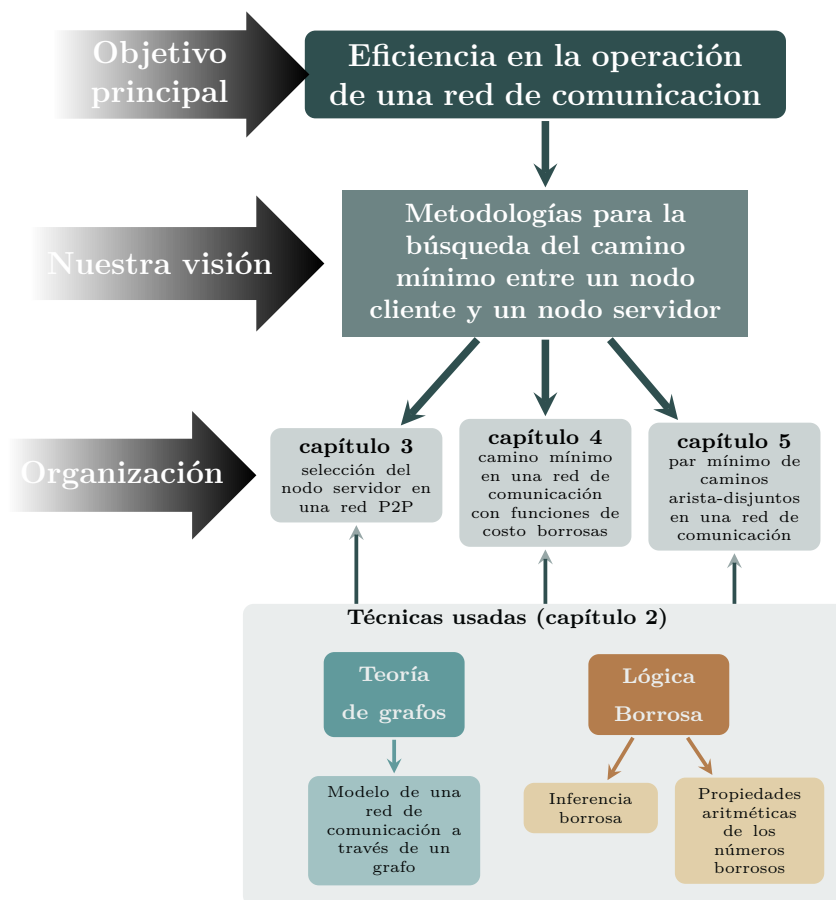 Objetivo
principal
Eficiencia en la operación
de una red de comunicacion
Nuestra visión
Metodologías para la
búsqueda del camino
mínimo entre un nodo
cliente y un nodo servidor
Organización
capítulo 3
selección del
nodo servidor en
una red P2P
capítulo 4
camino mínimo
en una red de
comunicación
con funciones de
costo borrosas
capítulo 5
par mínimo de
caminos
arista-disjuntos
en una red de
comunicación
Técnicas usadas (capítulo 2)
Teoría
de grafos
Modelo de una
red de
comunicación a
través de un
grafo
Lógica
Borrosa
Inferencia
borrosa
Propiedades
aritméticas
de los
números
borrosos